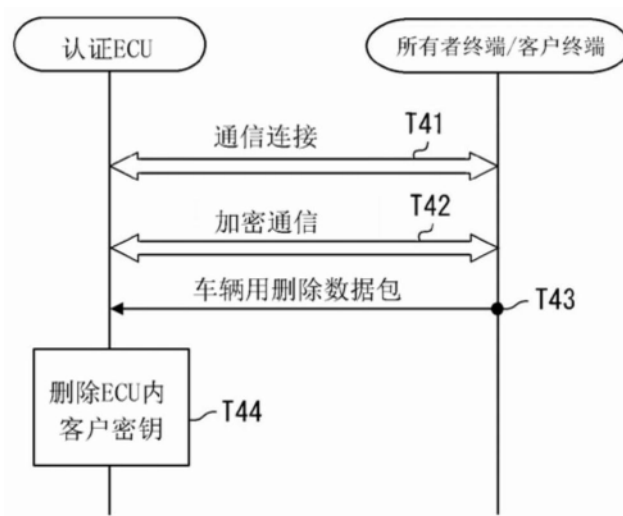 认证ECU
所有者终端/客户终端
通信连接
T41
加密通信
T42
车辆用删除数据包
T43
删除ECU内
客户密钥
T44